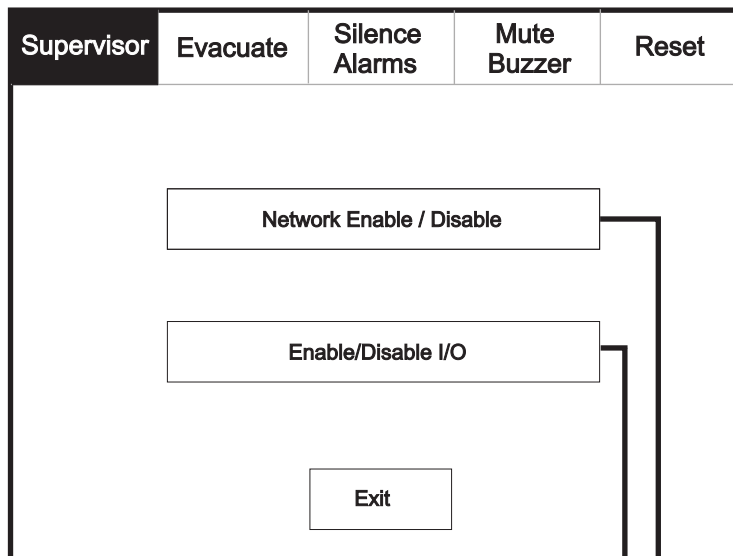 Supervisor
Evacuate
Silence
Alarms
Mute
Buzzer
Reset
Network Enable / Disable
Enable/Disable I/O
Exit